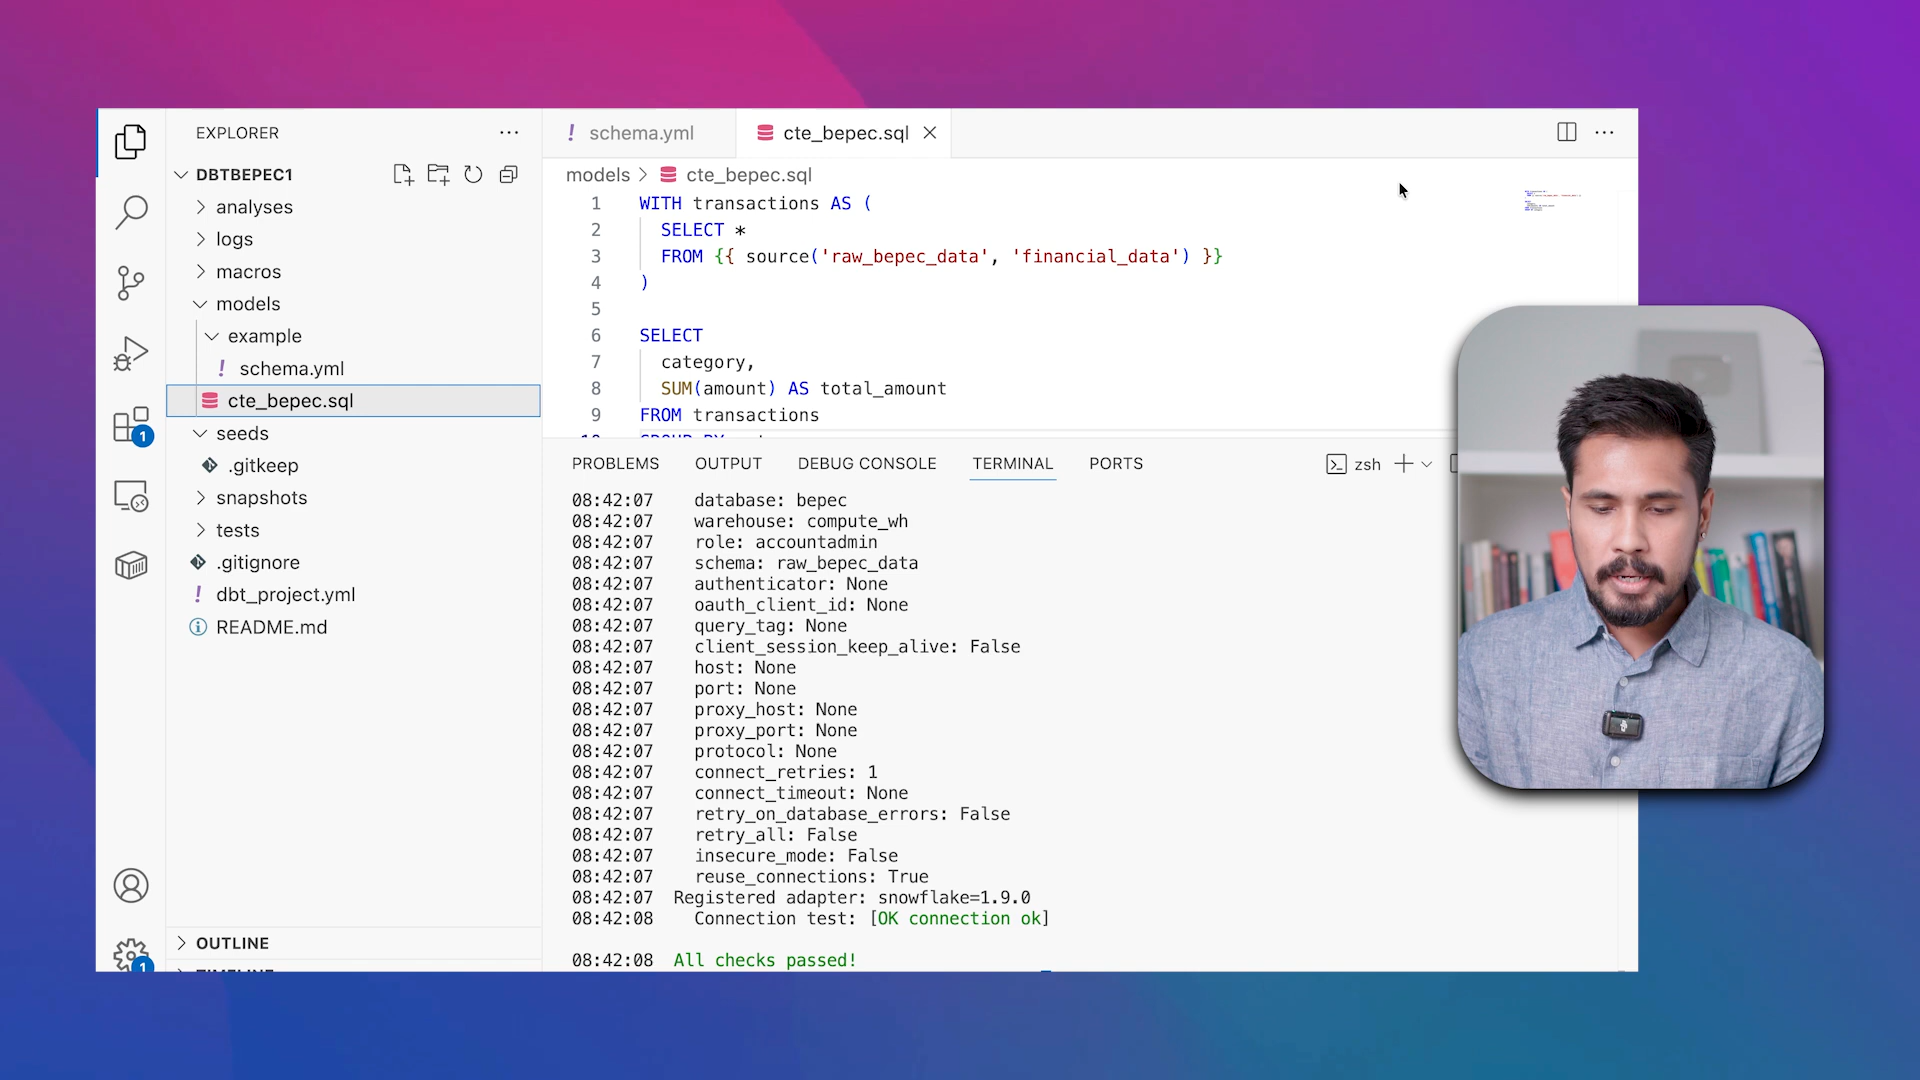 EXPLORER
DBTBEPEC1
analyses
logs
macros
models
example
! schema.yml
cte_bepec.sql
seeds
.gitkeep
snapshots
tests
.gitignore
! dbt_project.yml
README.md
OUTLINE
TIMELINE
1
1
! schema.yml
cte_bepec.sql
models > cte_bepec.sql
1 WITH transactions AS (
2 SELECT *
3 FROM {{ source('raw_bepec_data', 'financial_data') }}
4 )
5
6 SELECT
7 category,
8 SUM(amount) AS total_amount
9 FROM transactions
10 GROUP BY
PROBLEMS OUTPUT DEBUG CONSOLE TERMINAL PORTS
zsh
08:42:07 database: bepec
08:42:07 warehouse: compute_wh
08:42:07 role: accountadmin
08:42:07 schema: raw_bepec_data
08:42:07 authenticator: None
08:42:07 oauth_client_id: None
08:42:07 query_tag: None
08:42:07 client_session_keep_alive: False
08:42:07 host: None
08:42:07 port: None
08:42:07 proxy_host: None
08:42:07 proxy_port: None
08:42:07 protocol: None
08:42:07 connect_retries: 1
08:42:07 connect_timeout: None
08:42:07 retry_on_database_errors: False
08:42:07 retry_all: False
08:42:07 insecure_mode: False
08:42:07 reuse_connections: True
08:42:07 Registered adapter: snowflake=1.9.0
08:42:08 Connection test: [OK connection ok]
08:42:08 All checks passed!